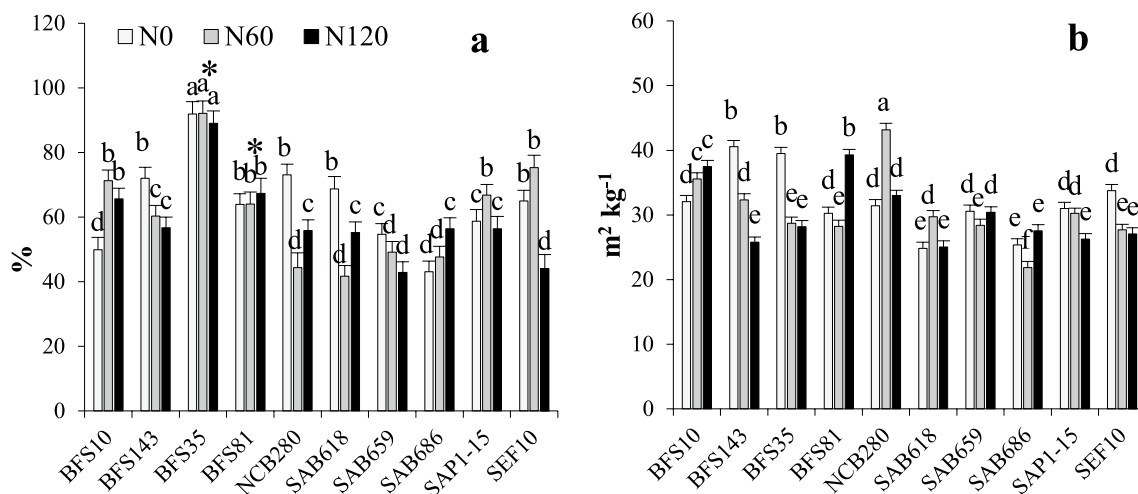 N0 N60 N120
a
%
120
100
80
60
40
20
0
d b b b c c a a * a b b * b b d c b d c c d d d d c c b c b b d
BFS10 BFS143 BFS35 BFS81 NCB280 SAB618 SAB659 SAB686 SAP1-15 SEF10
b
m² kg⁻¹
60
50
40
30
20
10
0
d c c b d e b e e d e b d a d e d e d e d e f e d d e d e e
BFS10 BFS143 BFS35 BFS81 NCB280 SAB618 SAB659 SAB686 SAP1-15 SEF10